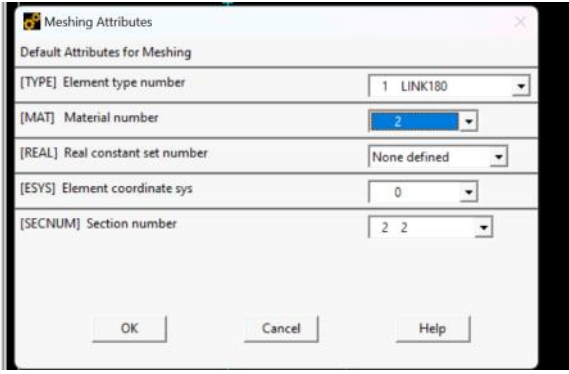 Meshing Attributes
Default Attributes for Meshing
[TYPE] Element type number 1 LINK180
[MAT] Material number 2
[REAL] Real constant set number None defined
[ESYS] Element coordinate sys 0
[SECNUM] Section number 2 2
OK Cancel Help